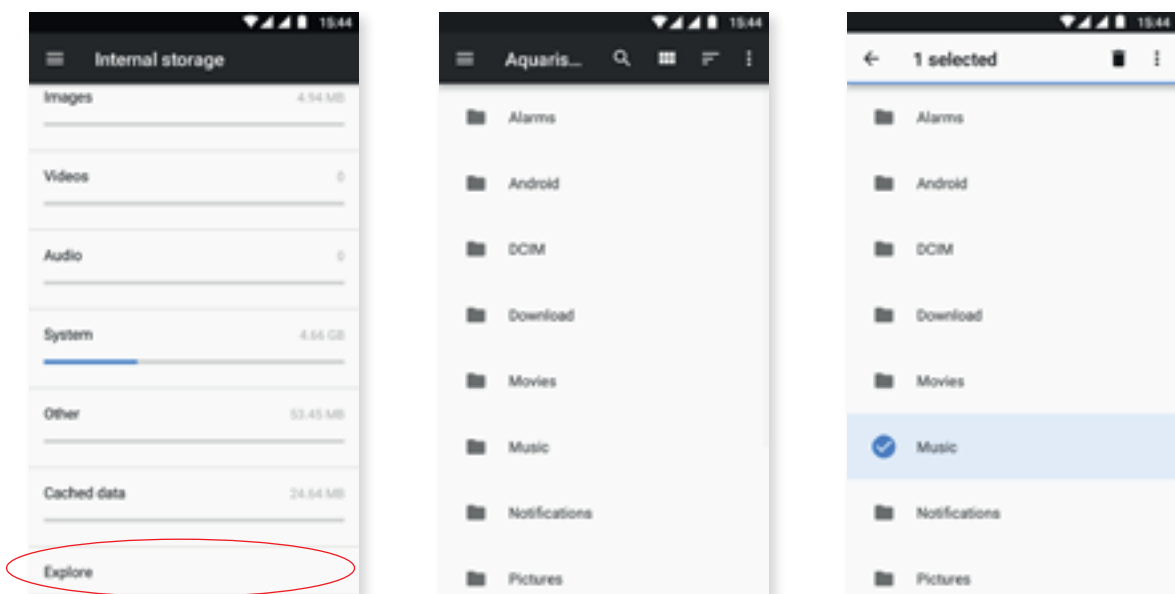 15:44
Internal storage
Images 4.94 MB
Videos 0
Audio 0
System 4.66 GB
Other 53.45 MB
Cached data 24.64 MB
Explore
15:44
Aquaris...
Alarms
Android
DCIM
Download
Movies
Music
Notifications
Pictures
15:44
1 selected
Alarms
Android
DCIM
Download
Movies
Music
Notifications
Pictures